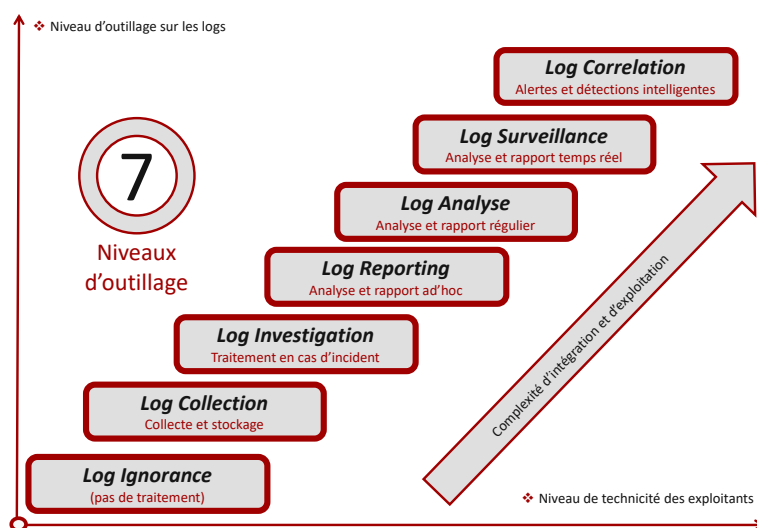 ❖ Niveau d'outillage sur les logs
Log Correlation
Alertes et détections intelligentes
Log Surveillance
Analyse et rapport temps réel
7
Niveaux
d'outillage
Log Analyse
Analyse et rapport régulier
Log Reporting
Analyse et rapport ad'hoc
Log Investigation
Traitement en cas d'incident
Log Collection
Collecte et stockage
Log Ignorance
(pas de traitement)
Complexité d'intégration et d'exploitation
❖ Niveau de technicité des exploitants